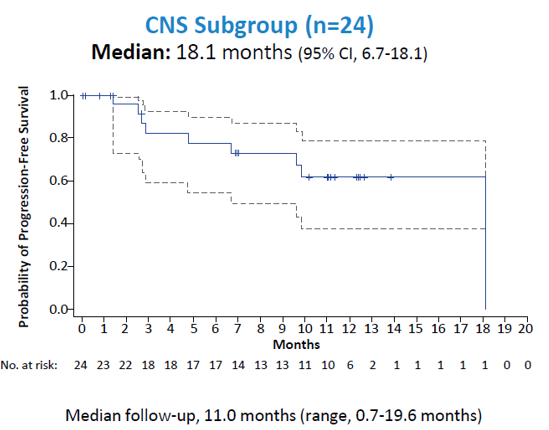 CNS Subgroup (n=24)
Median: 18.1 months (95% CI, 6.7-18.1)
Probability of Progression-Free Survival
1.0
0.8
0.6
0.4
0.2
0.0
0 1 2 3 4 5 6 7 8 9 10 11 12 13 14 15 16 17 18 19 20
Months
No. at risk: 24 23 22 18 18 17 17 14 13 13 11 10 6 2 1 1 1 1 1 0 0
Median follow-up, 11.0 months (range, 0.7-19.6 months)